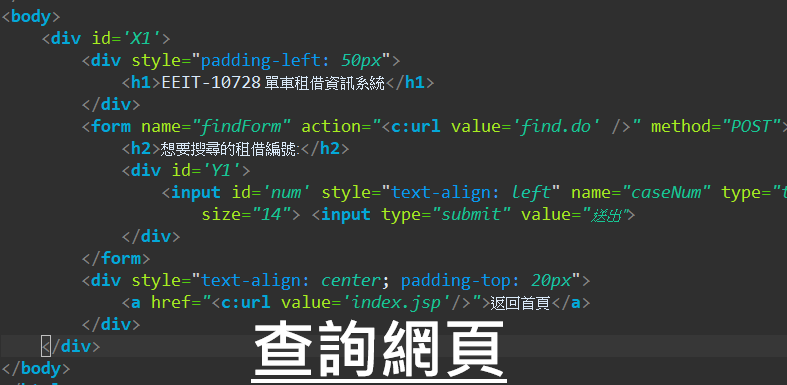 <body>
<div id='X1'>
<div style="padding-left: 50px">
<h1>EEIT-10728 單車租借資訊系統</h1>
</div>
<form name="findForm" action="<c:url value='find.do' />" method="POST">
<h2>想要搜尋的租借編號:</h2>
<div id='Y1'>
<input id='num' style="text-align: left" name="caseNum" type="t
size="14"> <input type="submit" value="送出">
</div>
</form>
<div style="text-align: center; padding-top: 20px">
<a href="<c:url value='index.jsp'/>">返回首頁</a>
</div>
</div>
</body>
查詢網頁